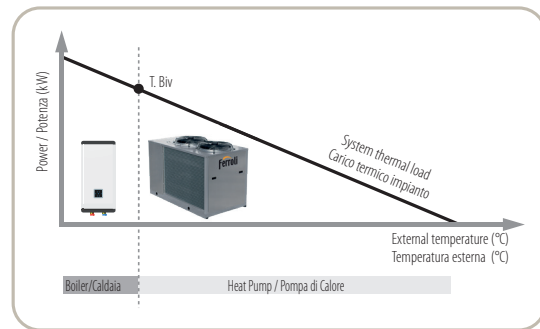 Power / Potenza (kW)
T. Biv
Ferroli
System thermal load
Carico termico impianto
External temperature (°C)
Temperatura esterna (°C)
Boiler/Caldaia
Heat Pump / Pompa di Calore